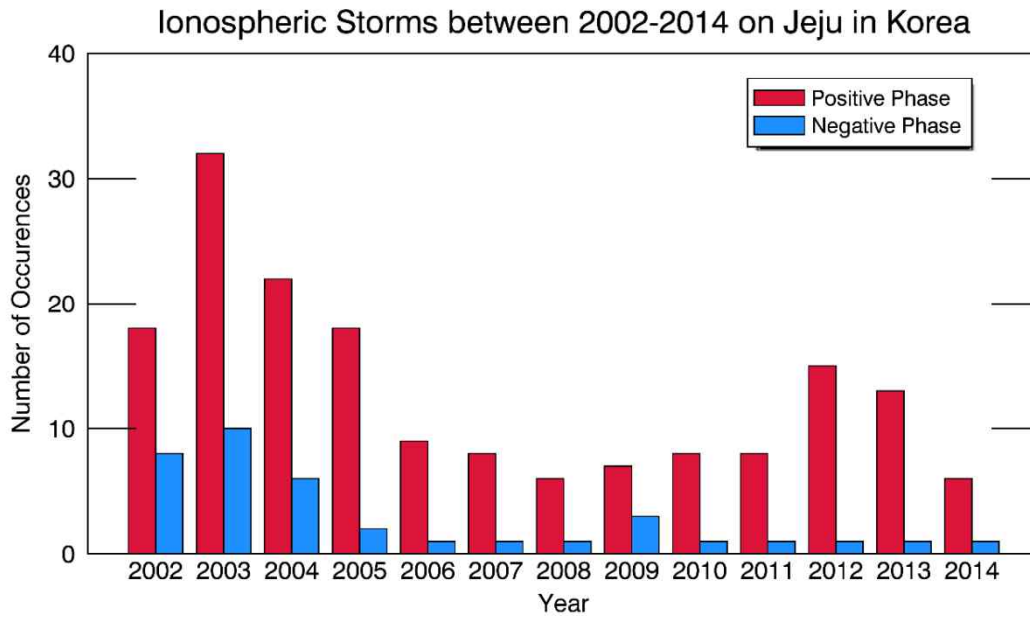 Ionospheric Storms between 2002-2014 on Jeju in Korea
40
30
20
10
0
Number of Occurences
Positive Phase
Negative Phase
2002 2003 2004 2005 2006 2007 2008 2009 2010 2011 2012 2013 2014
Year